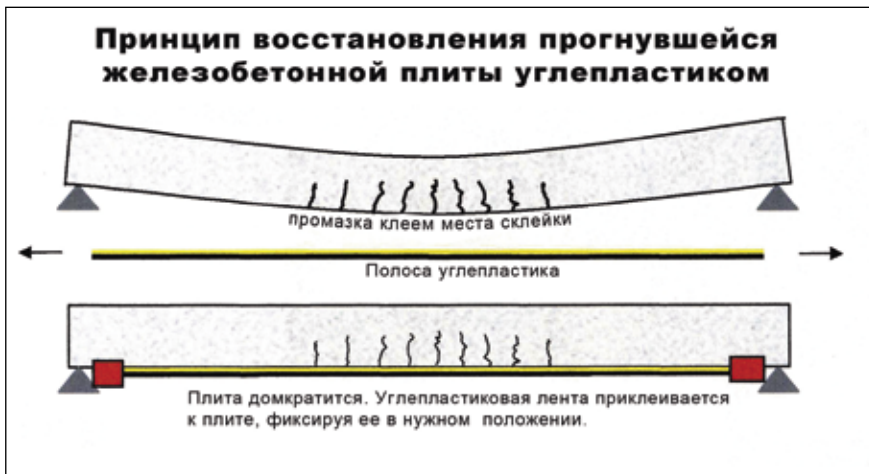 Принцип восстановления прогнувшейся
железобетонной плиты углепластиком
промазка клеем места склейки
Полоса углепластика
Плита домкратится. Углепластиковая лента приклеивается
к плите, фиксируя ее в нужном положении.